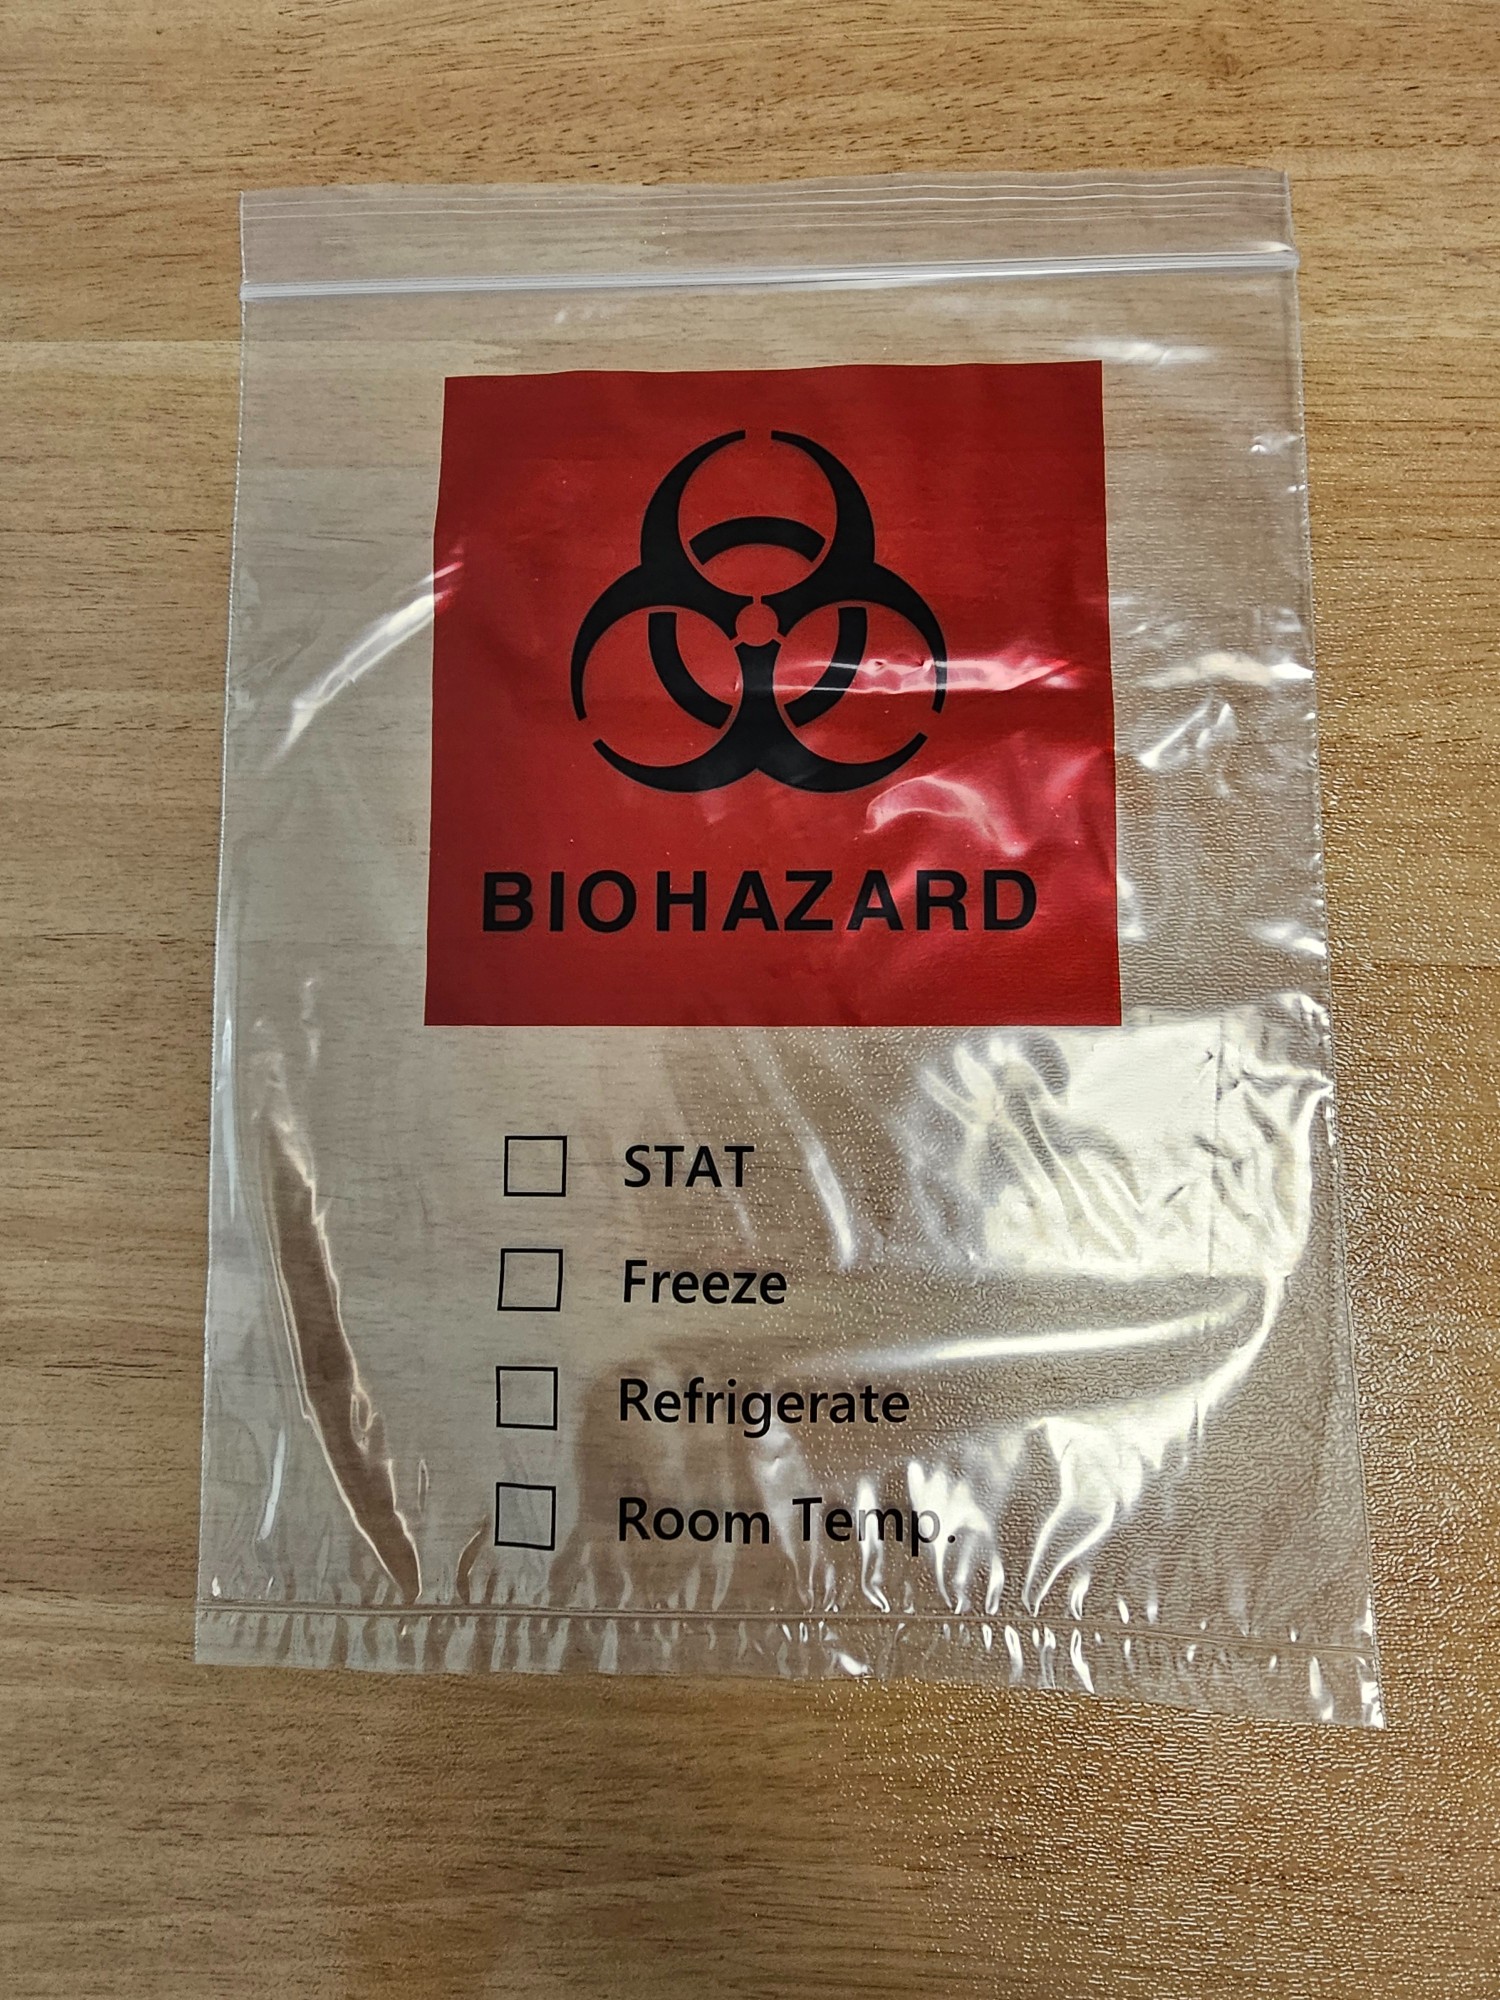 BIOHAZARD
STAT
Freeze
Refrigerate
Room Temp.